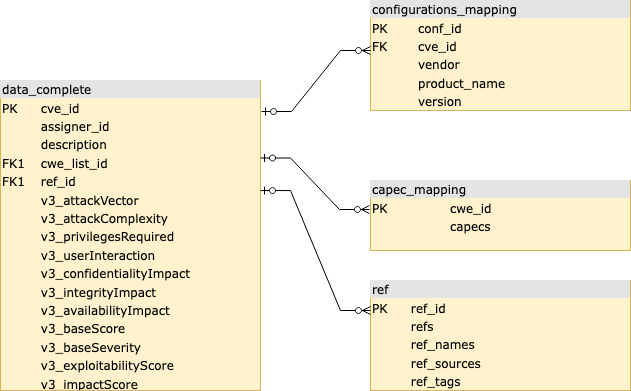 configurations_mapping
PK conf_id
FK cve_id
vendor
product_name
version
data_complete
PK cve_id
assigner_id
description
FK1 cwe_list_id
FK1 ref_id
v3_attackVector
v3_attackComplexity
v3_privilegesRequired
v3_userInteraction
v3_confidentialityImpact
v3_integrityImpact
v3_availabilityImpact
v3_baseScore
v3_baseSeverity
v3_exploitabilityScore
v3_impactScore
capec_mapping
PK cwe_id
capecs
ref
PK ref_id
refs
ref_names
ref_sources
ref_tags